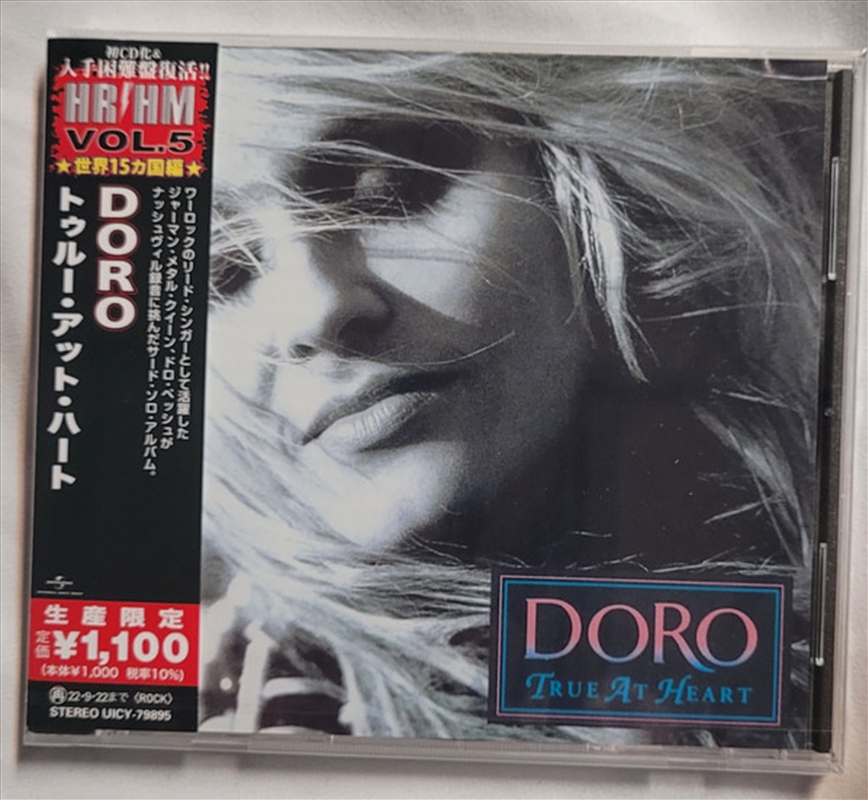 初CD化&
入手困難盤復活!!
HR/HM
VOL.5
★世界15カ国編★
DORO
トゥルー・アット・ハート
ワーロックのリード・シンガーとして活躍した
ジャーマン・メタル・クイーン、ドロ・ペッシュが
ナッシュヴィル録音に挑んだサード・ソロ・アルバム。
生産限定
定価¥1,100
(本体¥1,000 税率10%)
再22・9・22まで〈ROCK〉
STEREO UICY-79895
DORO
TRUE AT HEART